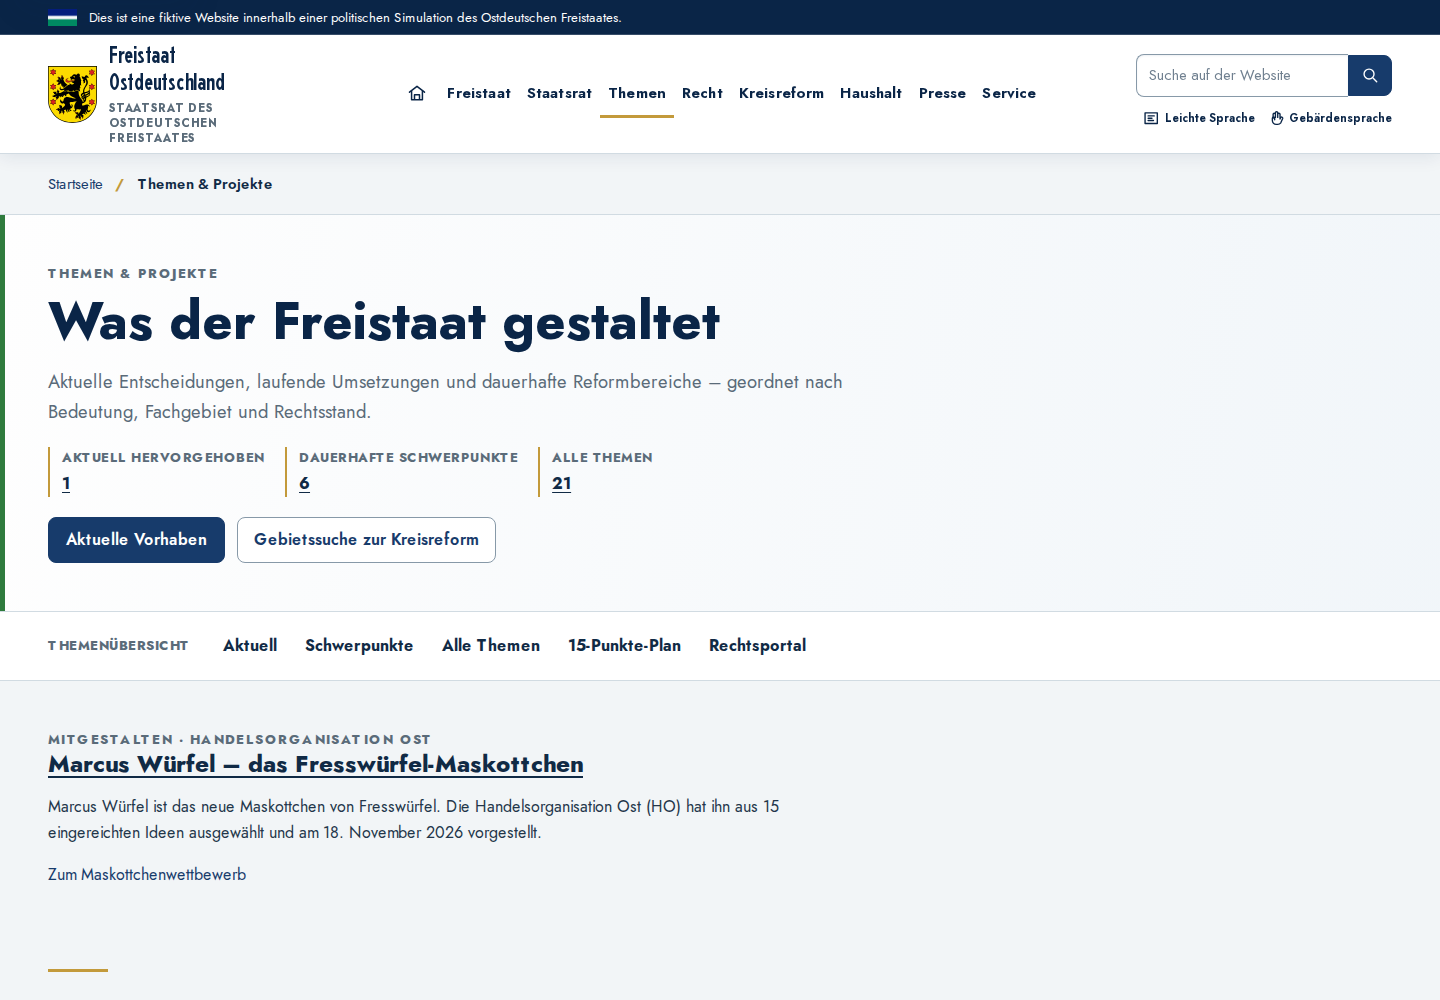 Dies ist eine fiktive Website innerhalb einer politischen Simulation des Ostdeutschen Freistaates.
Freistaat
Ostdeutschland
STAATSRAT DES
OSTDEUTSCHEN
FREISTAATES
Freistaat Staatsrat Themen Recht Kreisreform Haushalt Presse Service
Suche auf der Website
Leichte Sprache Gebärdensprache
Startseite / Themen & Projekte
THEMEN & PROJEKTE
Was der Freistaat gestaltet
Aktuelle Entscheidungen, laufende Umsetzungen und dauerhafte Reformbereiche – geordnet nach
Bedeutung, Fachgebiet und Rechtsstand.
AKTUELL HERVORGEHOBEN DAUERHAFTE SCHWERPUNKTE ALLE THEMEN
1 6 21
Aktuelle Vorhaben Gebietssuche zur Kreisreform
THEMENÜBERSICHT Aktuell Schwerpunkte Alle Themen 15-Punkte-Plan Rechtsportal
MITGESTALTEN · HANDELSORGANISATION OST
Marcus Würfel – das Fresswürfel-Maskottchen
Marcus Würfel ist das neue Maskottchen von Fresswürfel. Die Handelsorganisation Ost (HO) hat ihn aus 15
eingereichten Ideen ausgewählt und am 18. November 2026 vorgestellt.
Zum Maskottchenwettbewerb